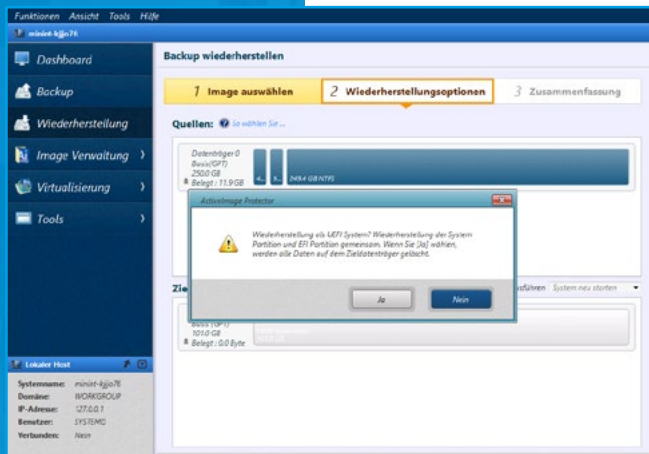 Funktionen Ansicht Tools Hilfe
minint-kjjo76
Dashboard
Backup
Wiederherstellung
Image Verwaltung
Virtualisierung
Tools
Backup wiederherstellen
1 Image auswählen
2 Wiederherstellungsoptionen
3 Zusammenfassung
Quellen: So wählen Sie ...
Datenträger 0
Basis(GPT)
250.0 GB
Belegt : 11.9 GB
249.4 GB NTFS
ActiveImage Protector
Wiederherstellung als UEFI System? Wiederherstellung der System
Partition und EFI Partition gemeinsam. Wenn Sie [Ja] wählen,
werden alle Daten auf dem Zieldatenträger gelöscht.
Ja
Nein
Zie
usführen System neu starten
Basis (GPT)
101.0 GB
Belegt : 0.0 Byte
Lokaler Host
Systemname: minint-kjjo76
Domäne: WORKGROUP
IP-Adresse: 127.0.0.1
Benutzer: SYSTEM
Verbunden: Nein